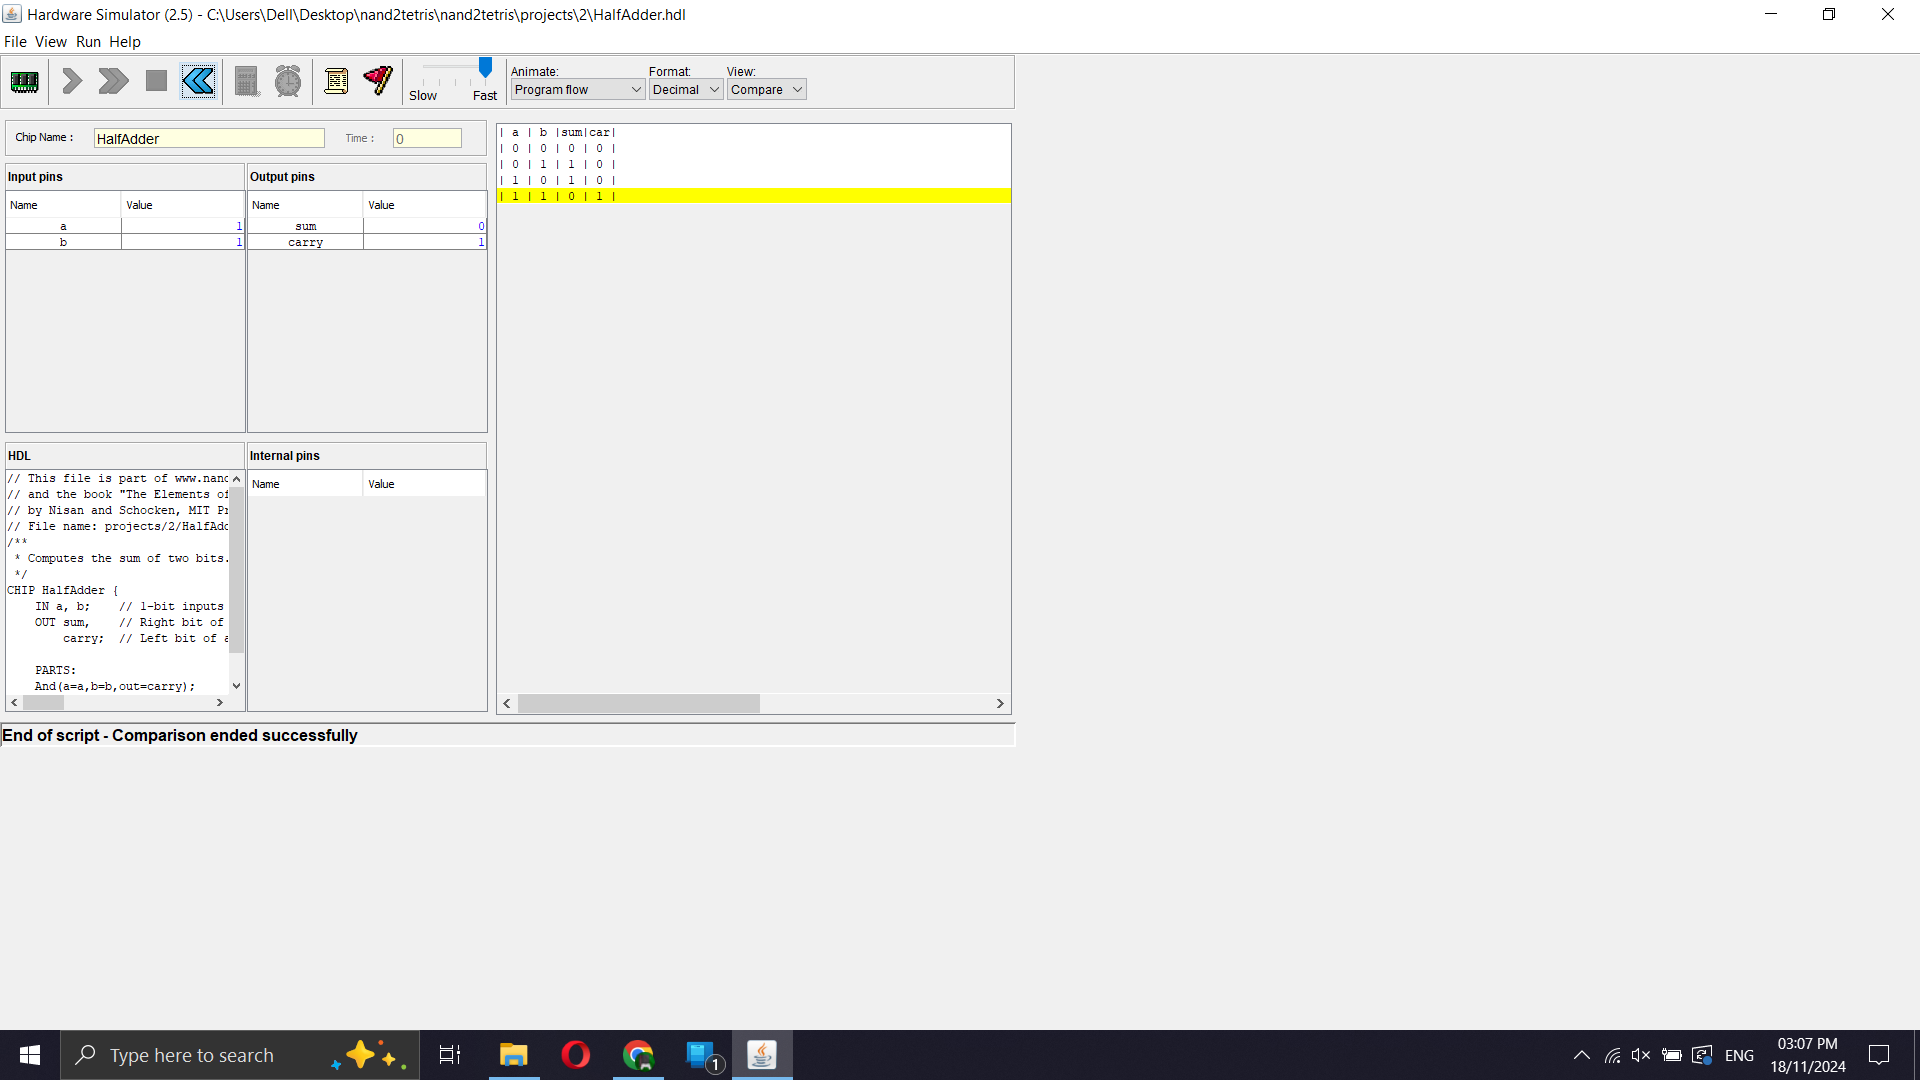 Hardware Simulator (2.5) - C:\Users\Dell\Desktop\nand2tetris\nand2tetris\projects\2\HalfAdder.hdl
File View Run Help
Slow Fast
Animate: Format: View:
Program flow Decimal Compare
Chip Name : HalfAdder Time : 0
Input pins
Name Value
a 1
b 1
Output pins
Name Value
sum 0
carry 1
| a | b |sum|car|
| 0 | 0 | 0 | 0 |
| 0 | 1 | 1 | 0 |
| 1 | 0 | 1 | 0 |
| 1 | 1 | 0 | 1 |
HDL
// This file is part of www.nand
// and the book "The Elements of
// by Nisan and Schocken, MIT Pr
// File name: projects/2/HalfAdd
/**
* Computes the sum of two bits.
*/
CHIP HalfAdder {
IN a, b; // 1-bit inputs
OUT sum, // Right bit of
carry; // Left bit of a
PARTS:
And(a=a,b=b,out=carry);
Internal pins
Name Value
End of script - Comparison ended successfully
Type here to search
1
ENG
03:07 PM
18/11/2024